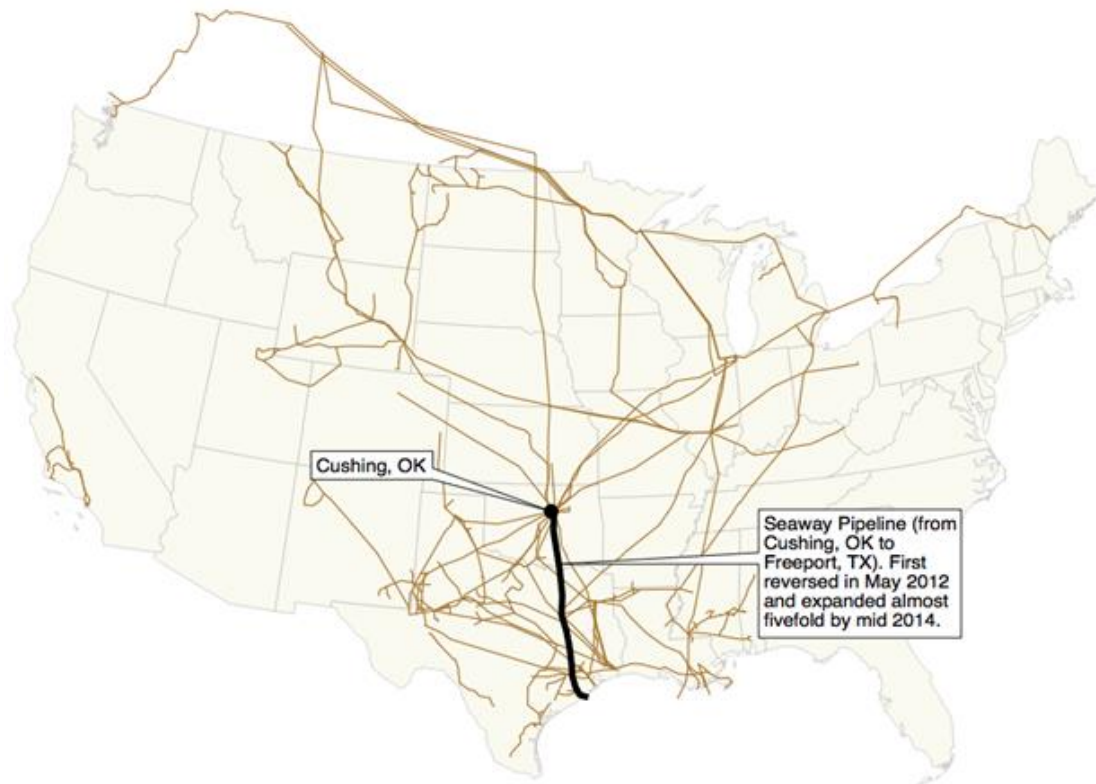 Cushing, OK
Seaway Pipeline (from
Cushing, OK to
Freeport, TX). First
reversed in May 2012
and expanded almost
fivefold by mid 2014.